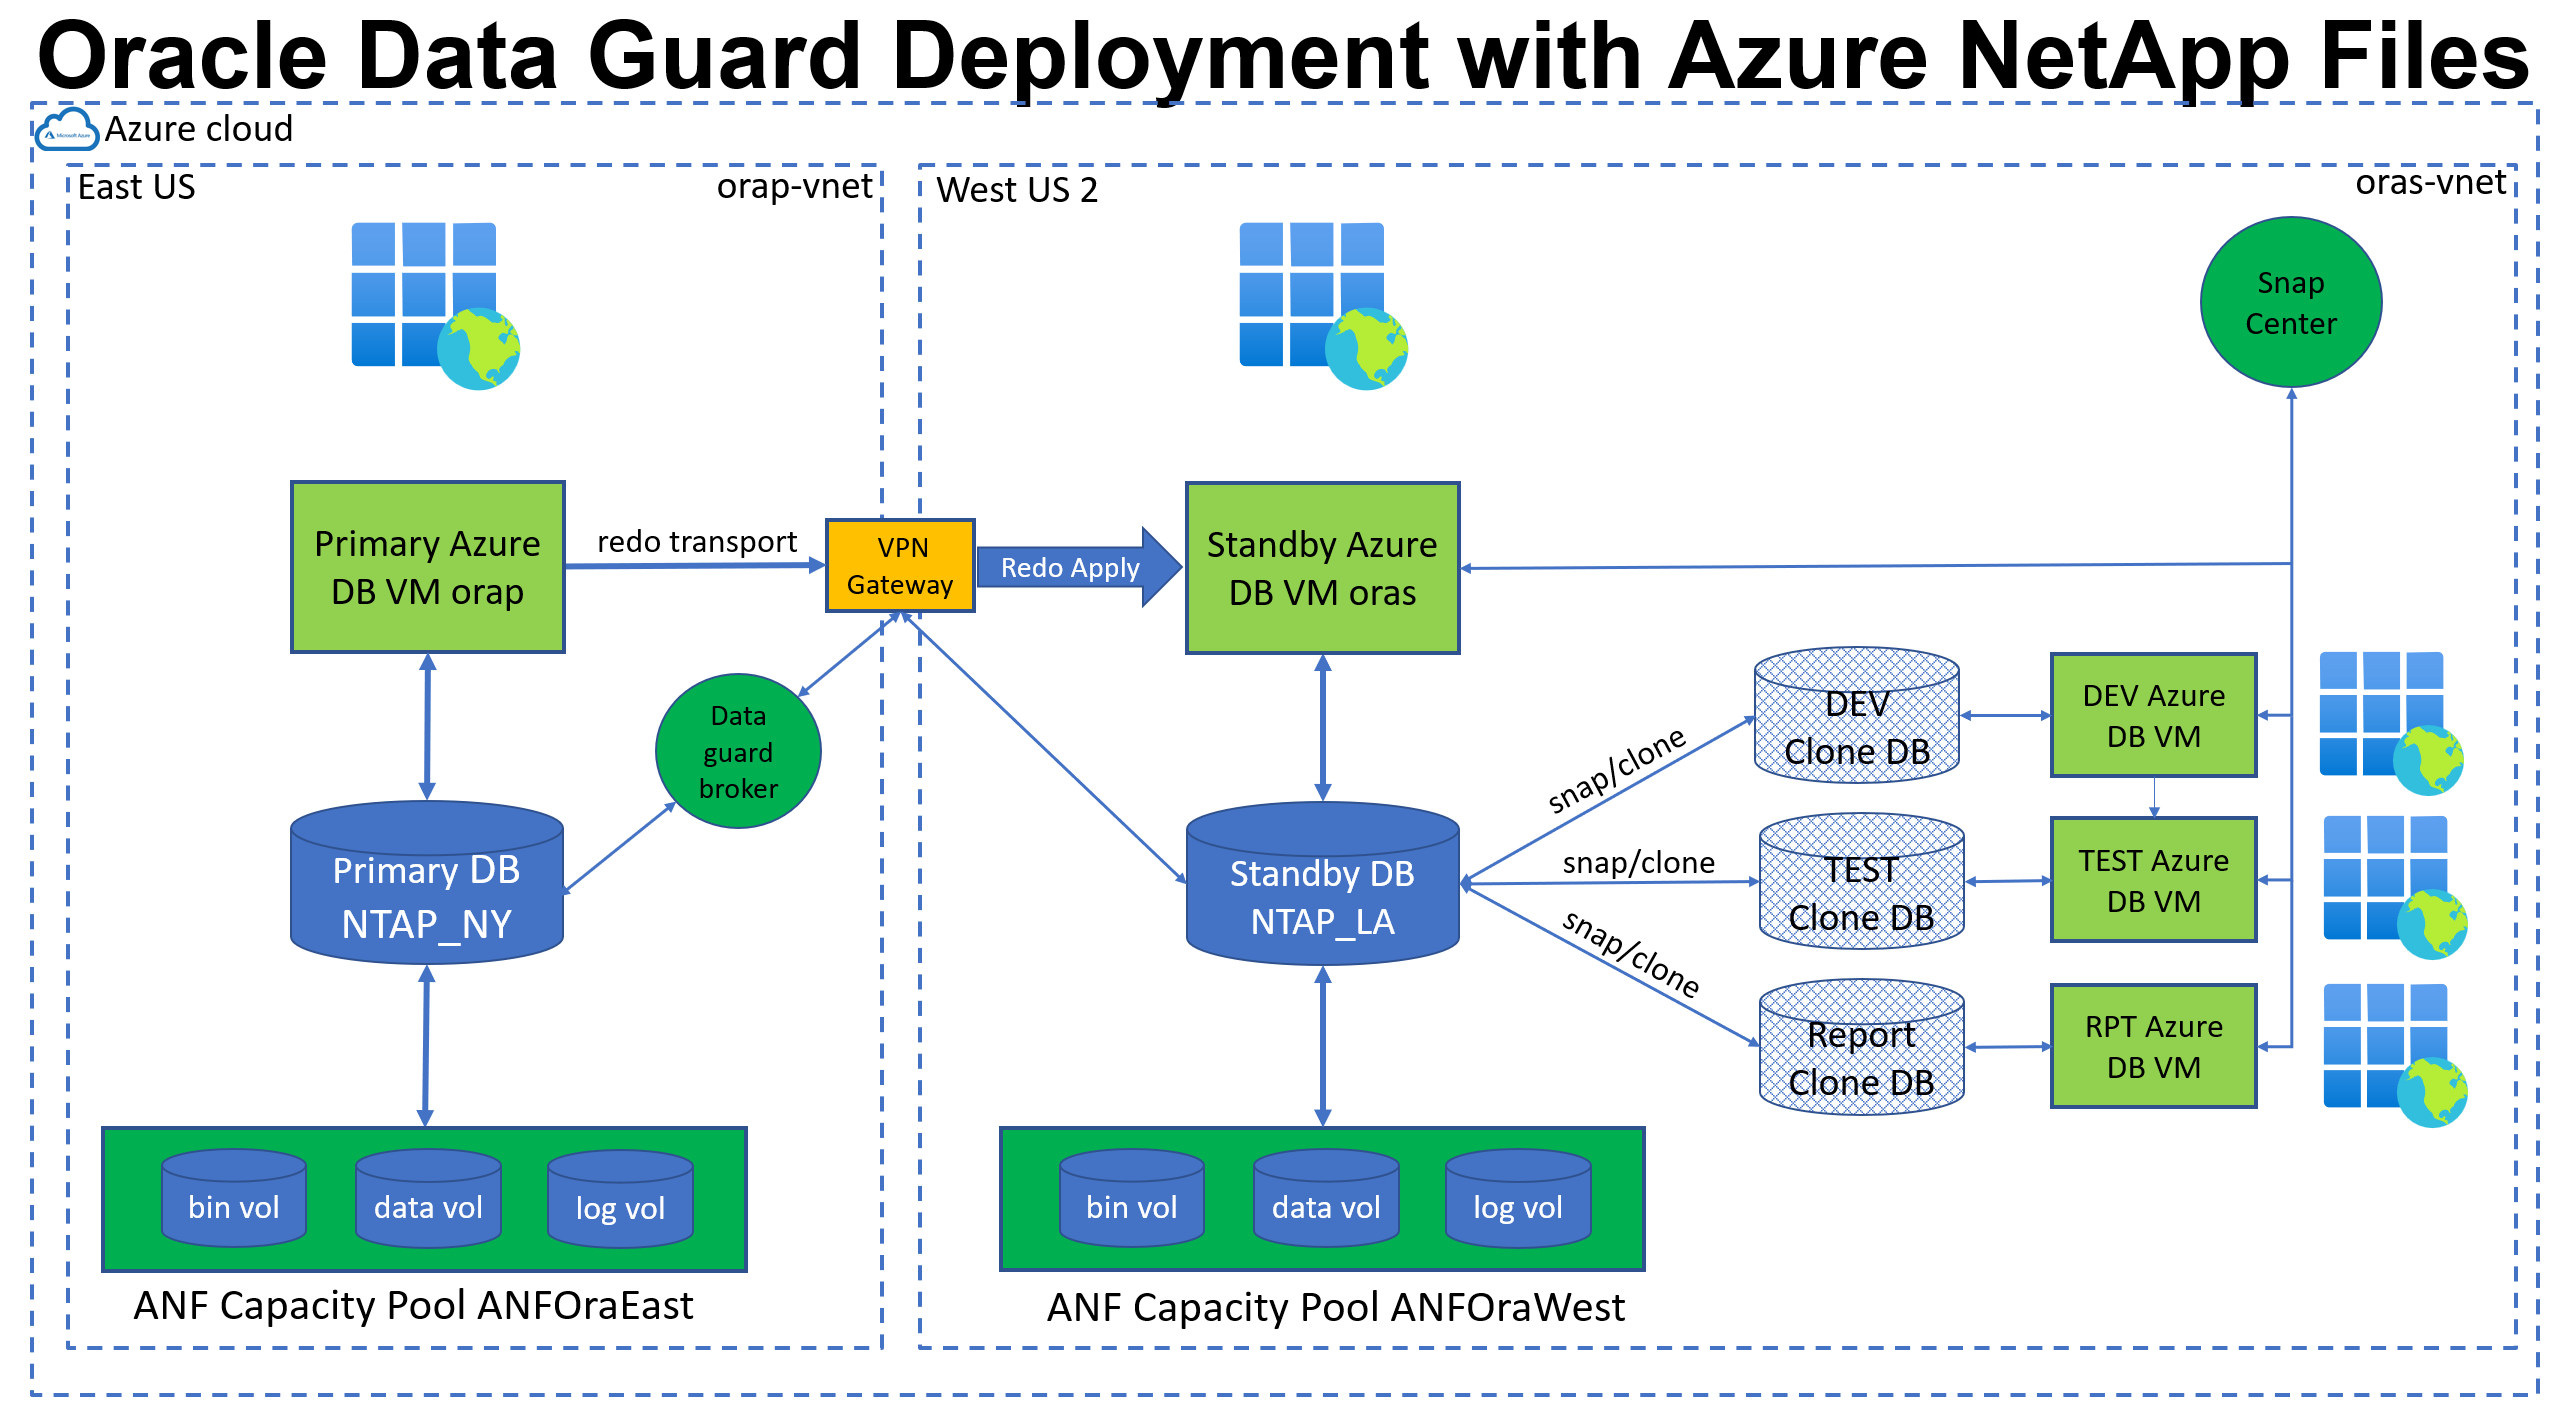 Oracle Data Guard Deployment with Azure NetApp Files
Microsoft Azure
Azure cloud
East US
orap-vnet
West US 2
oras-vnet
Snap
Center
Primary Azure
DB VM orap
redo transport
VPN
Gateway
Redo Apply
Standby Azure
DB VM oras
Data
guard
broker
Primary DB
NTAP_NY
Standby DB
NTAP_LA
snap/clone
snap/clone
snap/clone
DEV
Clone DB
DEV Azure
DB VM
TEST
Clone DB
TEST Azure
DB VM
Report
Clone DB
RPT Azure
DB VM
bin vol
data vol
log vol
ANF Capacity Pool ANFOraEast
bin vol
data vol
log vol
ANF Capacity Pool ANFOraWest